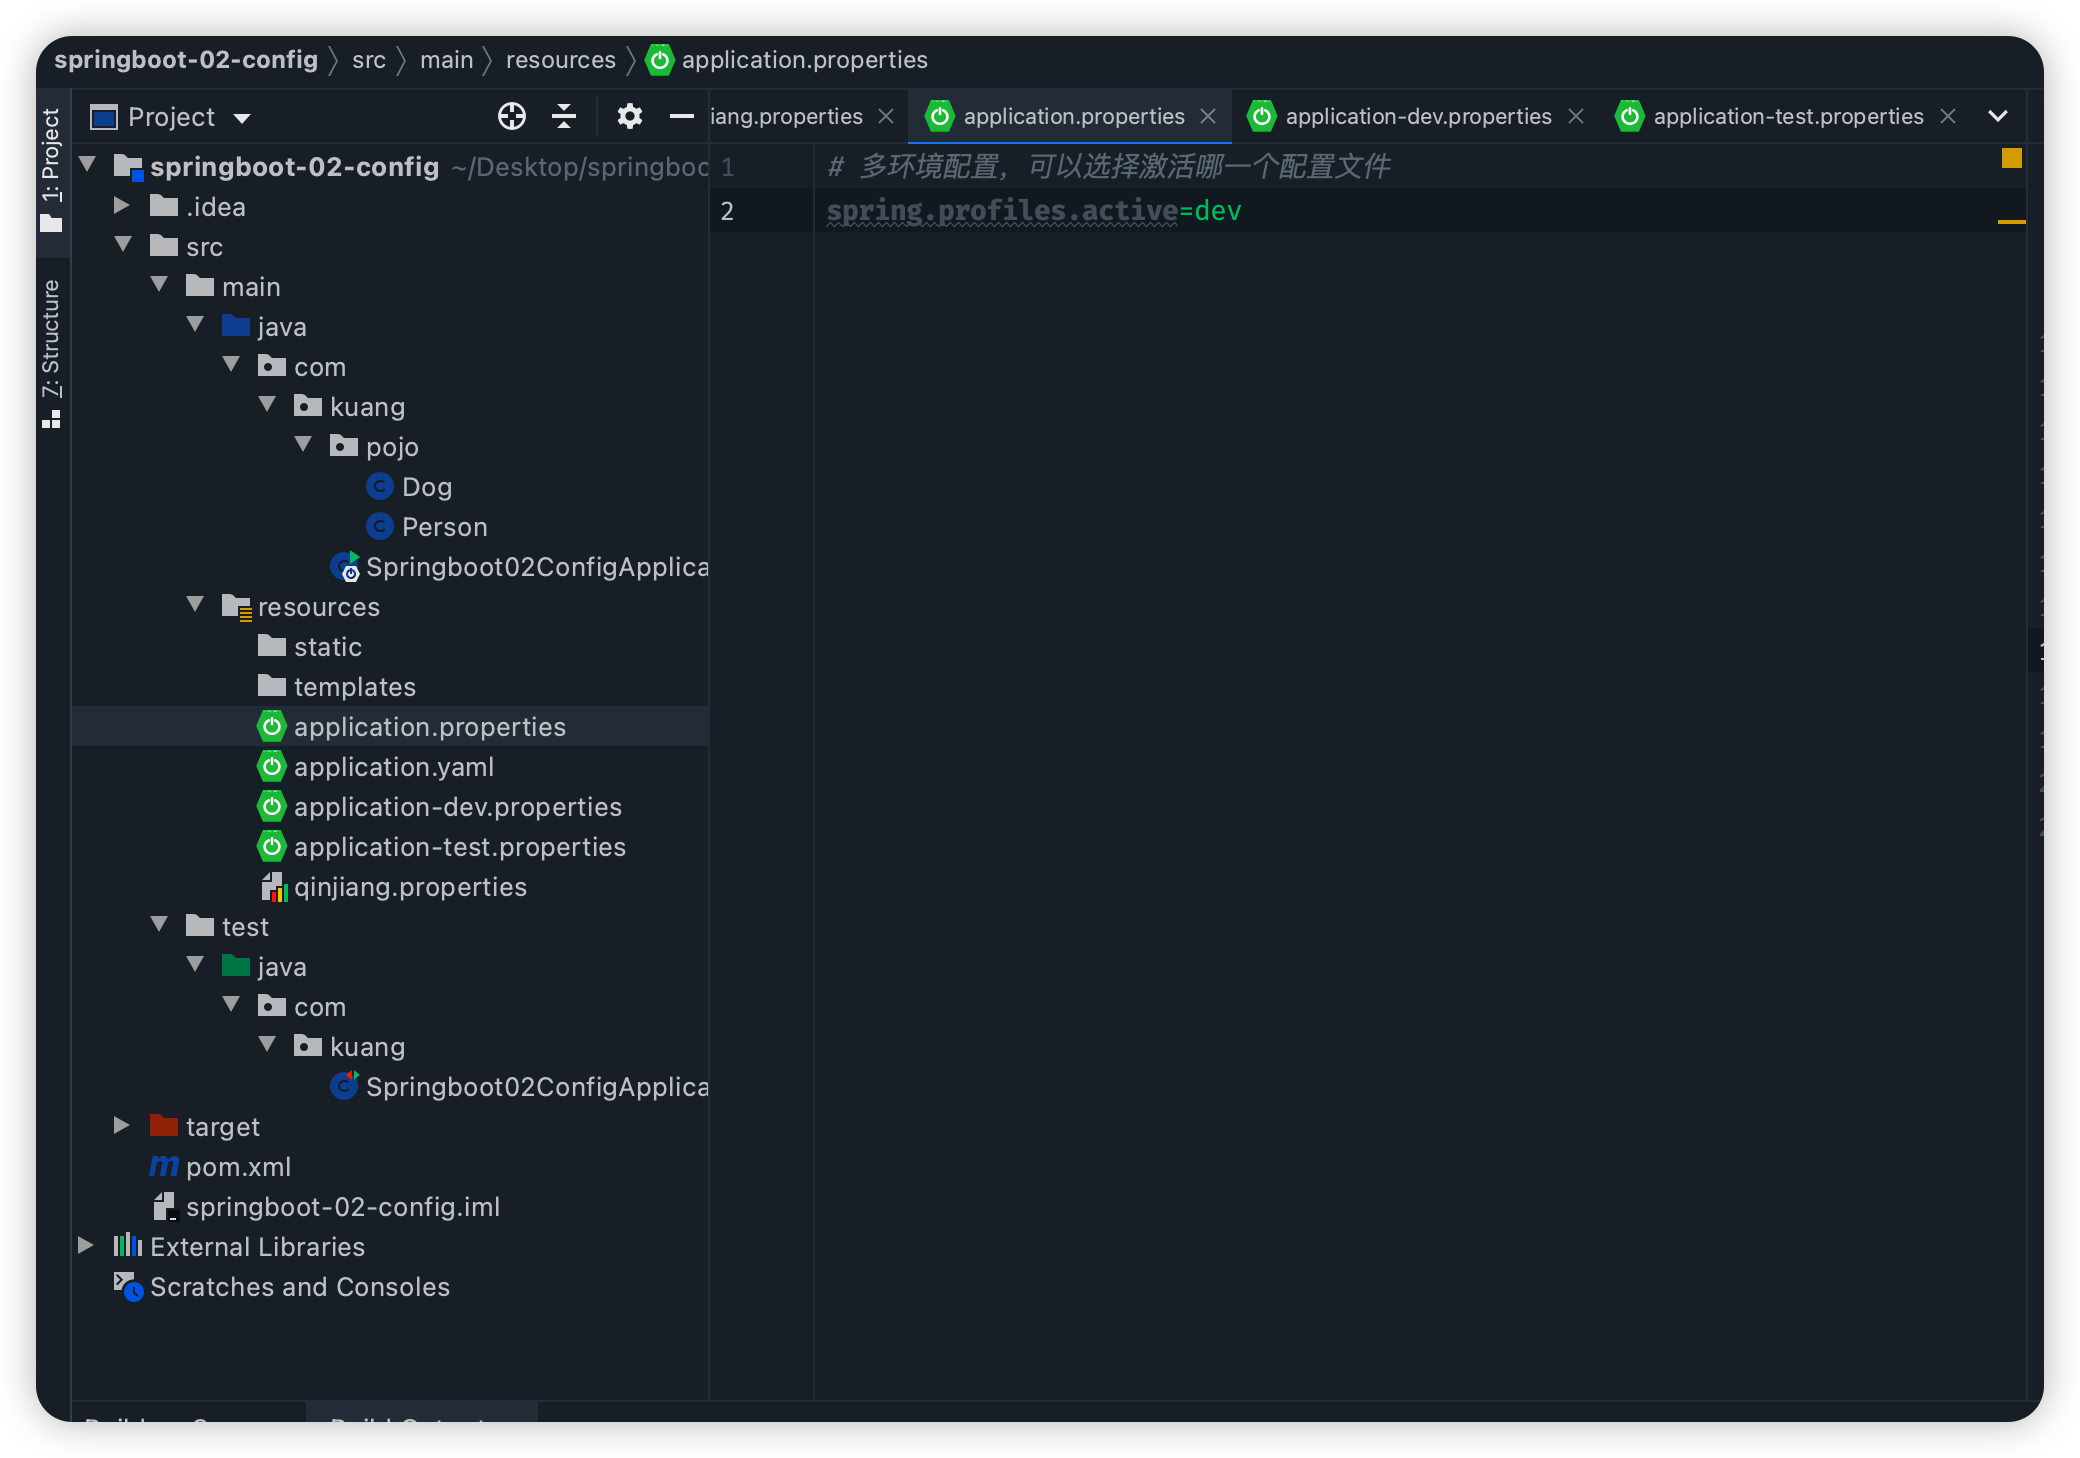 springboot-02-config 〉 src 〉 main 〉 resources 〉 application.properties
1: Project
7: Structure
Project
springboot-02-config ~/Desktop/springboc
.idea
src
main
java
com
kuang
pojo
Dog
Person
Springboot02ConfigApplica
resources
static
templates
application.properties
application.yaml
application-dev.properties
application-test.properties
qinjiang.properties
test
java
com
kuang
Springboot02ConfigApplica
target
pom.xml
springboot-02-config.iml
External Libraries
Scratches and Consoles
iang.properties application.properties application-dev.properties application-test.properties
1 # 多环境配置，可以选择激活哪一个配置文件
2 spring.profiles.active=dev